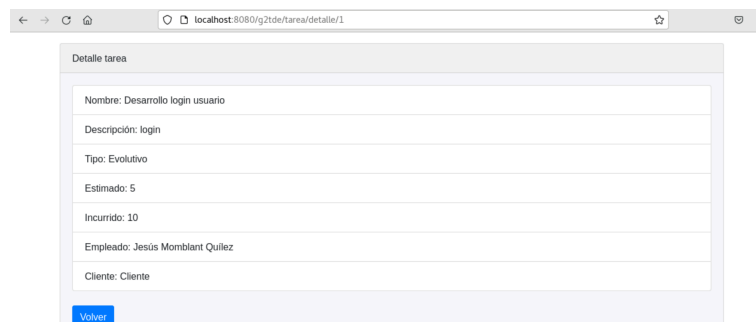 localhost:8080/g2tde/tarea/detalle/1
Detalle tarea
Nombre: Desarrollo login usuario
Descripción: login
Tipo: Evolutivo
Estimado: 5
Incurrido: 10
Empleado: Jesús Momblant Quílez
Cliente: Cliente
Volver